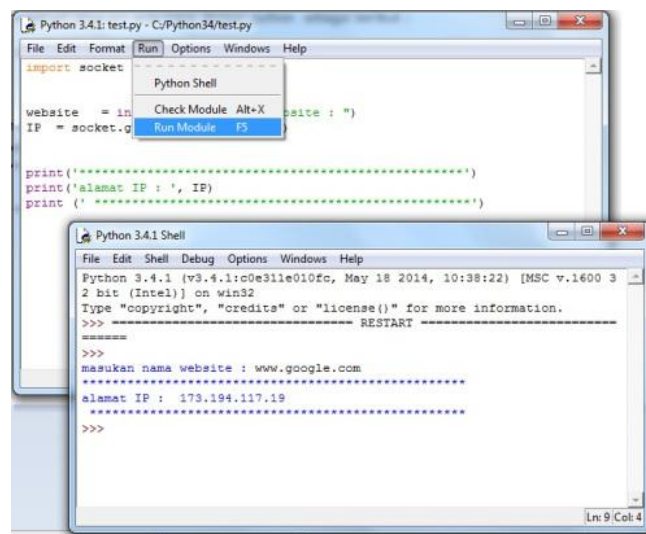 Python 3.4.1: test.py - C:/Python34/test.py
File Edit Format Run Options Windows Help
import socket
Python Shell
Check Module Alt+X
Run Module F5
website = in bsite : ")
IP = socket.g )
print('**************************************************')
print('alamat IP : ', IP)
print (' **************************************************')
Python 3.4.1 Shell
File Edit Shell Debug Options Windows Help
Python 3.4.1 (v3.4.1:c0e311e010fc, May 18 2014, 10:38:22) [MSC v.1600 3
2 bit (Intel)] on win32
Type "copyright", "credits" or "license()" for more information.
>>> ================================ RESTART ==========================
======
>>>
masukan nama website : www.google.com
**************************************************
alamat IP : 173.194.117.19
**************************************************
>>>
Ln: 9 Col: 4